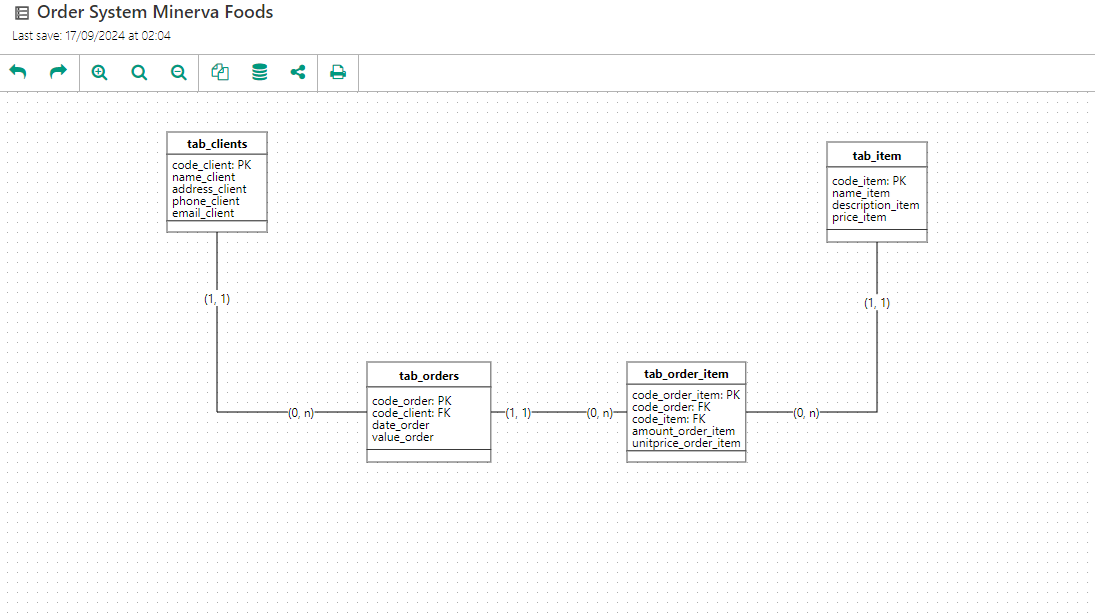 Order System Minerva Foods
Last save: 17/09/2024 at 02:04
tab_clients
code_client: PK
name_client
address_client
phone_client
email_client
tab_item
code_item: PK
name_item
description_item
price_item
(1, 1)
(1, 1)
tab_orders
code_order: PK
code_client: FK
date_order
value_order
tab_order_item
code_order_item: PK
code_order: FK
code_item: FK
amount_order_item
unitprice_order_item
(0, n)
(1, 1)
(0, n)
(0, n)